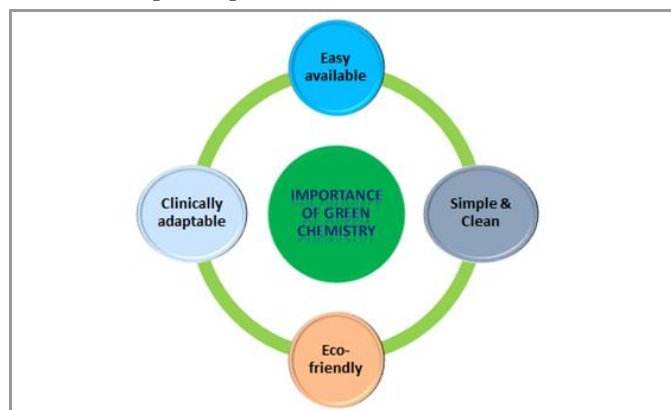 Easy
available
Clinically
adaptable
IMPORTANCE
OF GREEN
CHEMISTRY
Simple &
Clean
Eco-
friendly